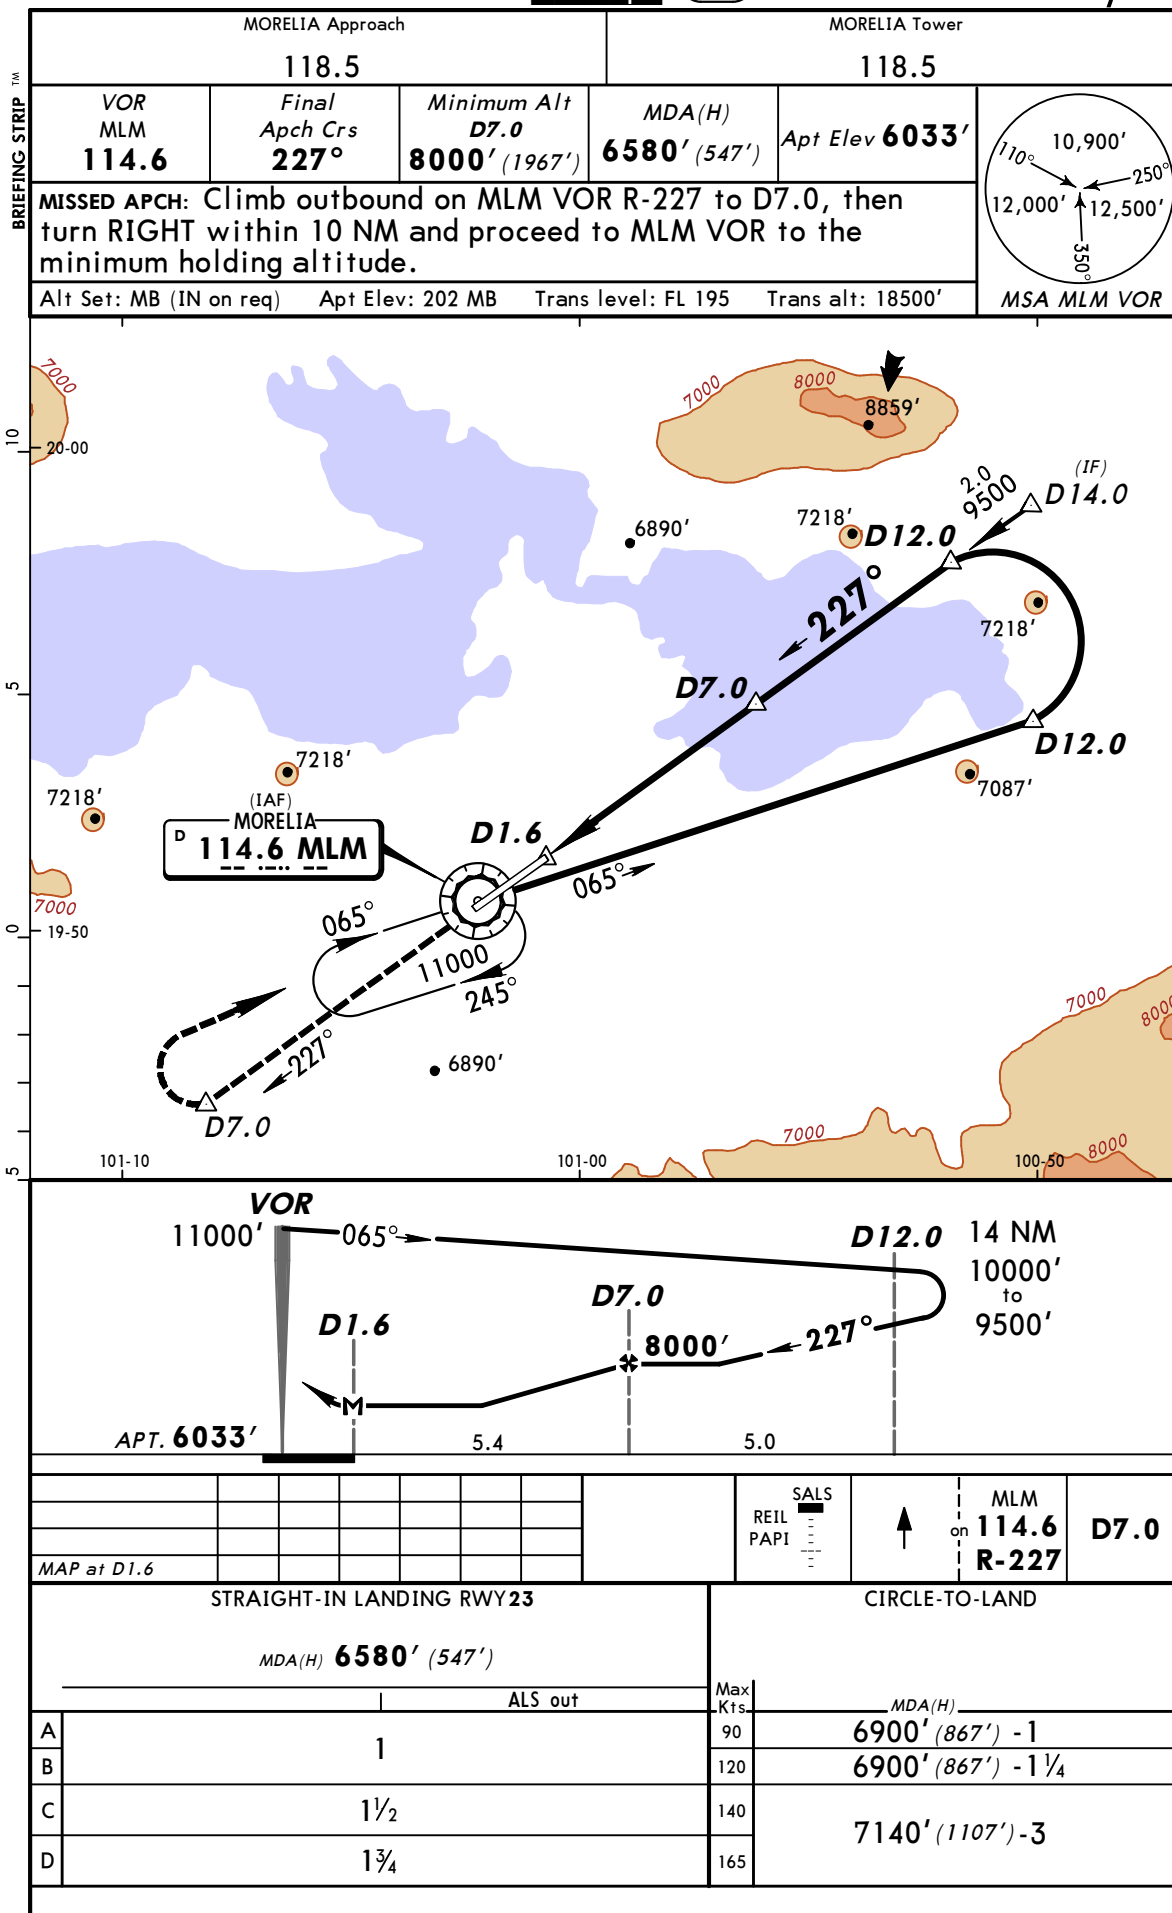 BRIEFING STRIP TM
MORELIA Approach
118.5
MORELIA Tower
118.5
VOR
MLM
114.6
Final
Apch Crs
227°
Minimum Alt
D7.0
8000' (1967')
MDA(H)
6580' (547')
Apt Elev 6033'
MISSED APCH: Climb outbound on MLM VOR R-227 to D7.0, then
turn RIGHT within 10 NM and proceed to MLM VOR to the
minimum holding altitude.
Alt Set: MB (IN on req) Apt Elev: 202 MB Trans level: FL 195 Trans alt: 18500'
10,900'
110°
250°
12,000'
12,500'
350°
MSA MLM VOR
7000
7000
8000
8859'
10
20-00
2.0
9500
(IF)
D14.0
6890'
7218'
D12.0
227°
7218'
5
D7.0
D12.0
7218'
7087'
7218'
(IAF)
MORELIA
D 114.6 MLM
D1.6
065°
7000
065°
0
19-50
11000
245°
7000
8000
227°
6890'
D7.0
7000
8000
5
101-10
101-00
100-50
VOR
11000'
065°
D12.0
14 NM
10000'
to
9500'
D7.0
D1.6
8000'
227°
M
APT. 6033'
5.4
5.0
MAP at D1.6
SALS
REIL
PAPI
on
MLM
114.6
R-227
D7.0
STRAIGHT-IN LANDING RWY 23
CIRCLE-TO-LAND
MDA(H) 6580' (547')
ALS out
Max
Kts
MDA(H)
A
1
90
6900' (867') -1
B
120
6900' (867') -1¼
C
1½
140
7140' (1107') -3
D
1¾
165